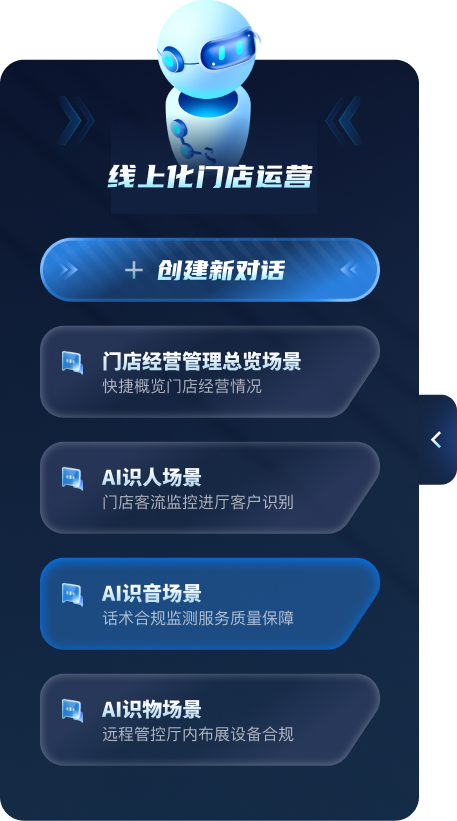 线上化门店运营
+ 创建新对话
门店经营管理总览场景
快捷概览门店经营情况
AI识人场景
门店客流监控进厅客户识别
AI识音场景
话术合规监测服务质量保障
AI识物场景
远程管控厅内布展设备合规